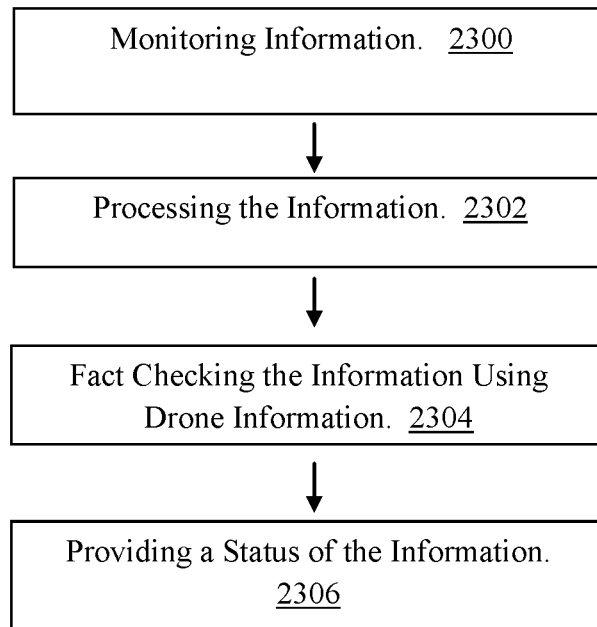 Monitoring Information. 2300
Processing the Information. 2302
Fact Checking the Information Using
Drone Information. 2304
Providing a Status of the Information.
2306